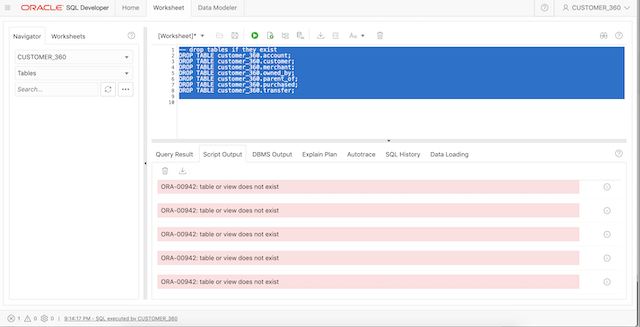 ORACLE SQL Developer Home Worksheet Data Modeler CUSTOMER_360
Navigator Worksheets
CUSTOMER_360
Tables
Search...
[Worksheet]* Aa
1 -- drop tables if they exist
2 DROP TABLE customer_360.account;
3 DROP TABLE customer_360.customer;
4 DROP TABLE customer_360.merchant;
5 DROP TABLE customer_360.owned_by;
6 DROP TABLE customer_360.parent_of;
7 DROP TABLE customer_360.purchased;
8 DROP TABLE customer_360.transfer;
9
10
Query Result Script Output DBMS Output Explain Plan Autotrace SQL History Data Loading
ORA-00942: table or view does not exist
ORA-00942: table or view does not exist
ORA-00942: table or view does not exist
ORA-00942: table or view does not exist
ORA-00942: table or view does not exist
1 0 0 | 9:14:17 PM - SQL executed by CUSTOMER_360